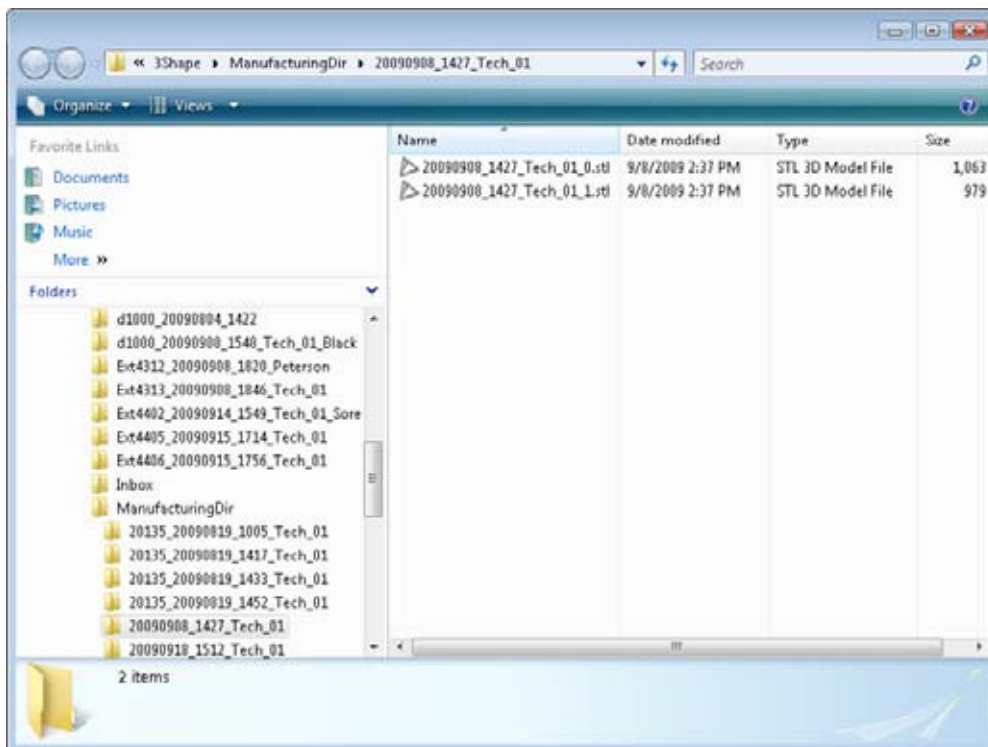 « 3Shape ▸ ManufacturingDir ▸ 20090908_1427_Tech_01
Search
Organize
Views
Favorite Links
Documents
Pictures
Music
More »
Folders
d1000_20090804_1422
d1000_20090908_1548_Tech_01_Black
Ext4312_20090908_1820_Peterson
Ext4313_20090908_1846_Tech_01
Ext4402_20090914_1549_Tech_01_Sore
Ext4405_20090915_1714_Tech_01
Ext4406_20090915_1756_Tech_01
Inbox
ManufacturingDir
20135_20090819_1005_Tech_01
20135_20090819_1417_Tech_01
20135_20090819_1433_Tech_01
20135_20090819_1452_Tech_01
20090908_1427_Tech_01
20090918_1512_Tech_01
Name Date modified Type Size
20090908_1427_Tech_01_0.stl 9/8/2009 2:37 PM STL 3D Model File 1,063
20090908_1427_Tech_01_1.stl 9/8/2009 2:37 PM STL 3D Model File 979
2 items